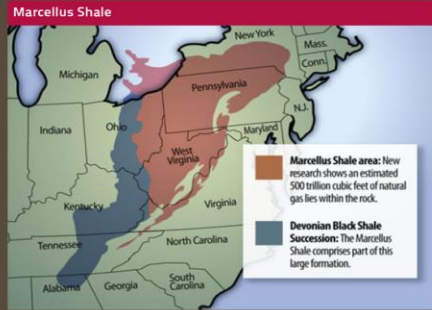 Marcellus Shale
New York
Mass.
Conn.
Michigan
Pennsylvania
N.J.
Ohio
Indiana
Maryland
West
Virginia
Marcellus Shale area: New
research shows an estimated
500 trillion cubic feet of natural
gas lies within the rock.
Kentucky
Virginia
Devonian Black Shale
Succession: The Marcellus
Shale comprises part of this
large formation.
Tennessee
North Carolina
Alabama
Georgia
South
Carolina